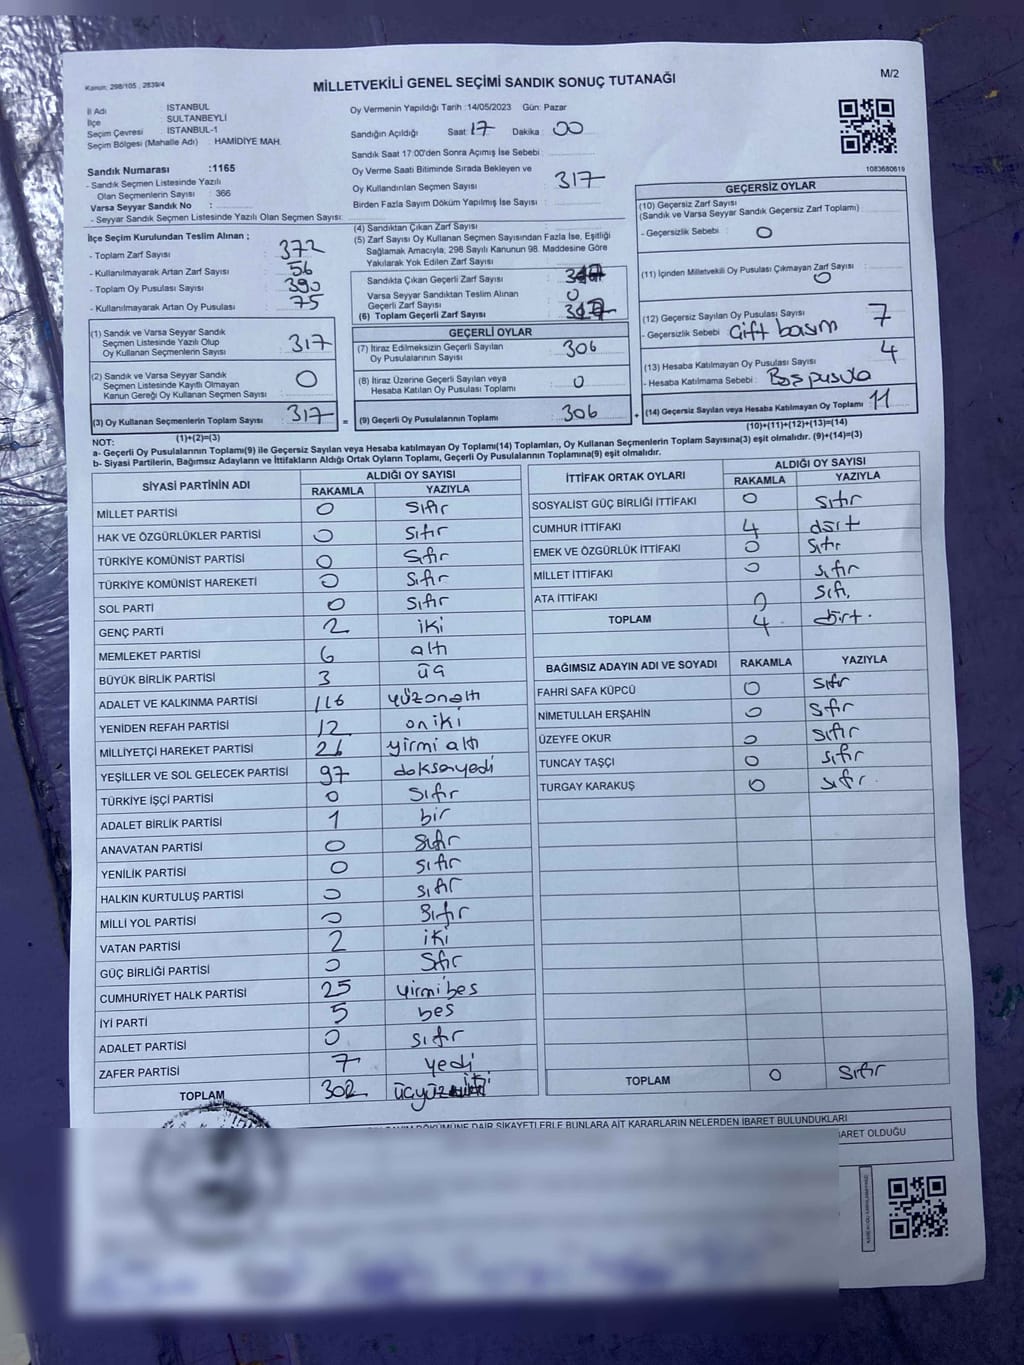 Kanun: 298/105 , 2839/4
MİLLETVEKİLİ GENEL SEÇİMİ SANDIK SONUÇ TUTANAĞI
M/2
İl Adı : İSTANBUL
İlçe : SULTANBEYLİ
Seçim Çevresi : İSTANBUL-1
Seçim Bölgesi (Mahalle Adı) : HAMİDİYE MAH.
Sandık Numarası :1165
- Sandık Seçmen Listesinde Yazılı
Olan Seçmenlerin Sayısı : 366
Varsa Seyyar Sandık No :
- Seyyar Sandık Seçmen Listesinde Yazılı Olan Seçmen Sayısı:
Oy Vermenin Yapıldığı Tarih :14/05/2023 Gün: Pazar
Sandığın Açıldığı Saat 17 Dakika 00
Sandık Saat 17:00'den Sonra Açılmış İse Sebebi :
Oy Verme Saati Bitiminde Sırada Bekleyen ve
Oy Kullandırılan Seçmen Sayısı 317
Birden Fazla Sayım Döküm Yapılmış İse Sayısı :
1083680619
İlçe Seçim Kurulundan Teslim Alınan ;
- Toplam Zarf Sayısı : 372
- Kullanılmayarak Artan Zarf Sayısı : 56
- Toplam Oy Pusulası Sayısı : 390
- Kullanılmayarak Artan Oy Pusulası : 75
(1) Sandık ve Varsa Seyyar Sandık
Seçmen Listesinde Yazılı Olup
Oy Kullanan Seçmenlerin Sayısı : 317
(2) Sandık ve Varsa Seyyar Sandık
Seçmen Listesinde Kayıtlı Olmayan
Kanun Gereği Oy Kullanan Seçmen Sayısı : 0
(3) Oy Kullanan Seçmenlerin Toplam Sayısı : 317
(1)+(2)=(3)
(4) Sandıktan Çıkan Zarf Sayısı :
(5) Zarf Sayısı Oy Kullanan Seçmen Sayısından Fazla İse, Eşitliği
Sağlamak Amacıyla; 298 Sayılı Kanunun 98. Maddesine Göre
Yakılarak Yok Edilen Zarf Sayısı :
Sandıkta Çıkan Geçerli Zarf Sayısı : 317
Varsa Seyyar Sandıktan Teslim Alınan
Geçerli Zarf Sayısı : 0
(6) Toplam Geçerli Zarf Sayısı : 317
GEÇERLİ OYLAR
(7) İtiraz Edilmeksizin Geçerli Sayılan
Oy Pusulalarının Sayısı : 306
(8) İtiraz Üzerine Geçerli Sayılan veya
Hesaba Katılan Oy Pusulası Toplamı : 0
= (9) Geçerli Oy Pusulalarının Toplamı : 306
GEÇERSİZ OYLAR
(10) Geçersiz Zarf Sayısı
(Sandık ve Varsa Seyyar Sandık Geçersiz Zarf Toplamı)
- Geçersizlik Sebebi : 0
(11) İçinden Milletvekili Oy Pusulası Çıkmayan Zarf Sayısı : 0
(12) Geçersiz Sayılan Oy Pusulası Sayısı : 7
- Geçersizlik Sebebi : Çift basım
(13) Hesaba Katılmayan Oy Pusulası Sayısı : 4
- Hesaba Katılmama Sebebi : Boş pusula
+ (14) Geçersiz Sayılan veya Hesaba Katılmayan Oy Toplamı : 11
(10)+(11)+(12)+(13)=(14)
NOT:
a- Geçerli Oy Pusulalarının Toplamı(9) ile Geçersiz Sayılan veya Hesaba katılmayan Oy Toplamı(14) Toplamları, Oy Kullanan Seçmenlerin Toplam Sayısına(3) eşit olmalıdır. (9)+(14)=(3)
b- Siyasi Partilerin, Bağımsız Adayların ve İttifakların Aldığı Ortak Oyların Toplamı, Geçerli Oy Pusulalarının Toplamına(9) eşit olmalıdır.
SİYASİ PARTİNİN ADI ALDIĞI OY SAYISI
RAKAMLA YAZIYLA
MİLLET PARTİSİ 0 Sıfır
HAK VE ÖZGÜRLÜKLER PARTİSİ 0 Sıfır
TÜRKİYE KOMÜNİST PARTİSİ 0 Sıfır
TÜRKİYE KOMÜNİST HAREKETİ 0 Sıfır
SOL PARTİ 0 Sıfır
GENÇ PARTİ 2 iki
MEMLEKET PARTİSİ 6 altı
BÜYÜK BİRLİK PARTİSİ 3 üç
ADALET VE KALKINMA PARTİSİ 116 yüzonaltı
YENİDEN REFAH PARTİSİ 12 oniki
MİLLİYETÇİ HAREKET PARTİSİ 26 yirmi altı
YEŞİLLER VE SOL GELECEK PARTİSİ 97 doksanyedi
TÜRKİYE İŞÇİ PARTİSİ 0 Sıfır
ADALET BİRLİK PARTİSİ 1 bir
ANAVATAN PARTİSİ 0 Sıfır
YENİLİK PARTİSİ 0 sıfır
HALKIN KURTULUŞ PARTİSİ 0 sıfır
MİLLİ YOL PARTİSİ 0 Sıfır
VATAN PARTİSİ 2 iki
GÜÇ BİRLİĞİ PARTİSİ 0 Sıfır
CUMHURİYET HALK PARTİSİ 25 yirmibes
İYİ PARTİ 5 bes
ADALET PARTİSİ 0 sıfır
ZAFER PARTİSİ 7 yedi
TOPLAM 302 üçyüziki
İTTİFAK ORTAK OYLARI ALDIĞI OY SAYISI
RAKAMLA YAZIYLA
SOSYALİST GÜÇ BİRLİĞİ İTTİFAKI 0 sıfır
CUMHUR İTTİFAKI 4 dört
EMEK VE ÖZGÜRLÜK İTTİFAKI 0 Sıfır
MİLLET İTTİFAKI 0 sıfır
ATA İTTİFAKI 0 sıfı,
TOPLAM 4 dört.
BAĞIMSIZ ADAYIN ADI VE SOYADI RAKAMLA YAZIYLA
FAHRİ SAFA KÜPCÜ 0 Sıfır
NİMETULLAH ERŞAHİN 0 Sıfır
ÜZEYFE OKUR 0 sıfır
TUNCAY TAŞÇI 0 sıfır
TURGAY KARAKUŞ 0 sıfır.
TOPLAM 0 Sıfır
DÖKÜMÜNE DAİR ŞİKAYETLERLE BUNLARA AİT KARARLARIN NELERDEN İBARET BULUNDUKLARI
İBARET OLDUĞU